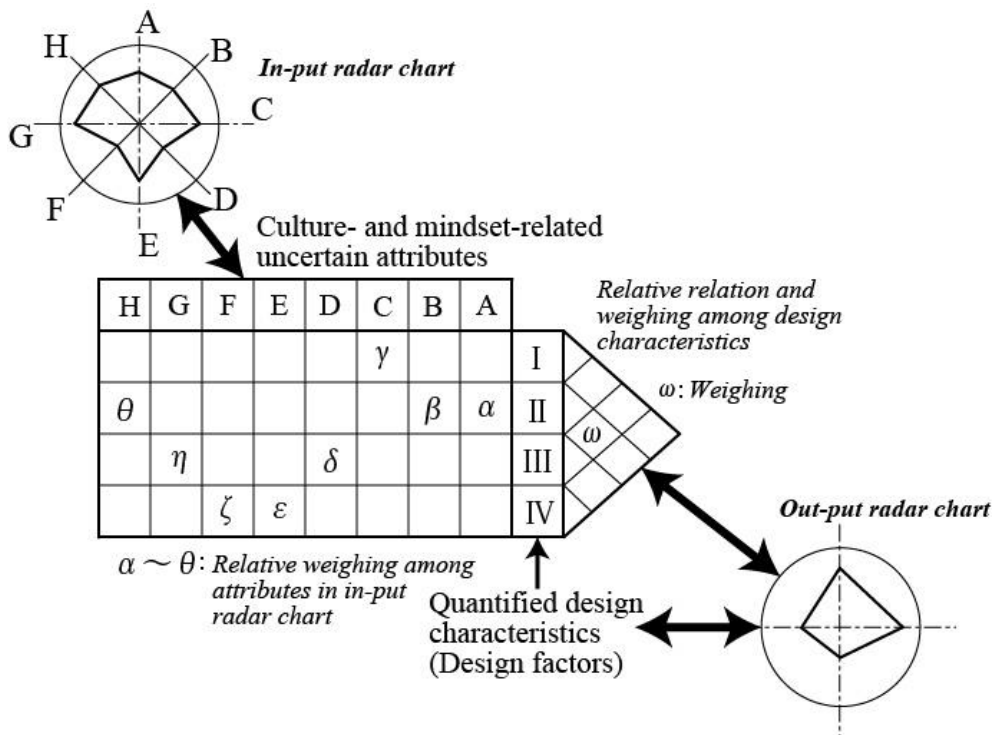 A
H
B
In-put radar chart
G
C
F
D
E
Culture- and mindset-related
uncertain attributes
H G F E D C B A
Relative relation and
weighing among design
characteristics
γ I
ω: Weighing
θ β α II
ω
η δ III
ζ ε IV
Out-put radar chart
α ～ θ: Relative weighing among
attributes in in-put
radar chart
Quantified design
characteristics
(Design factors)